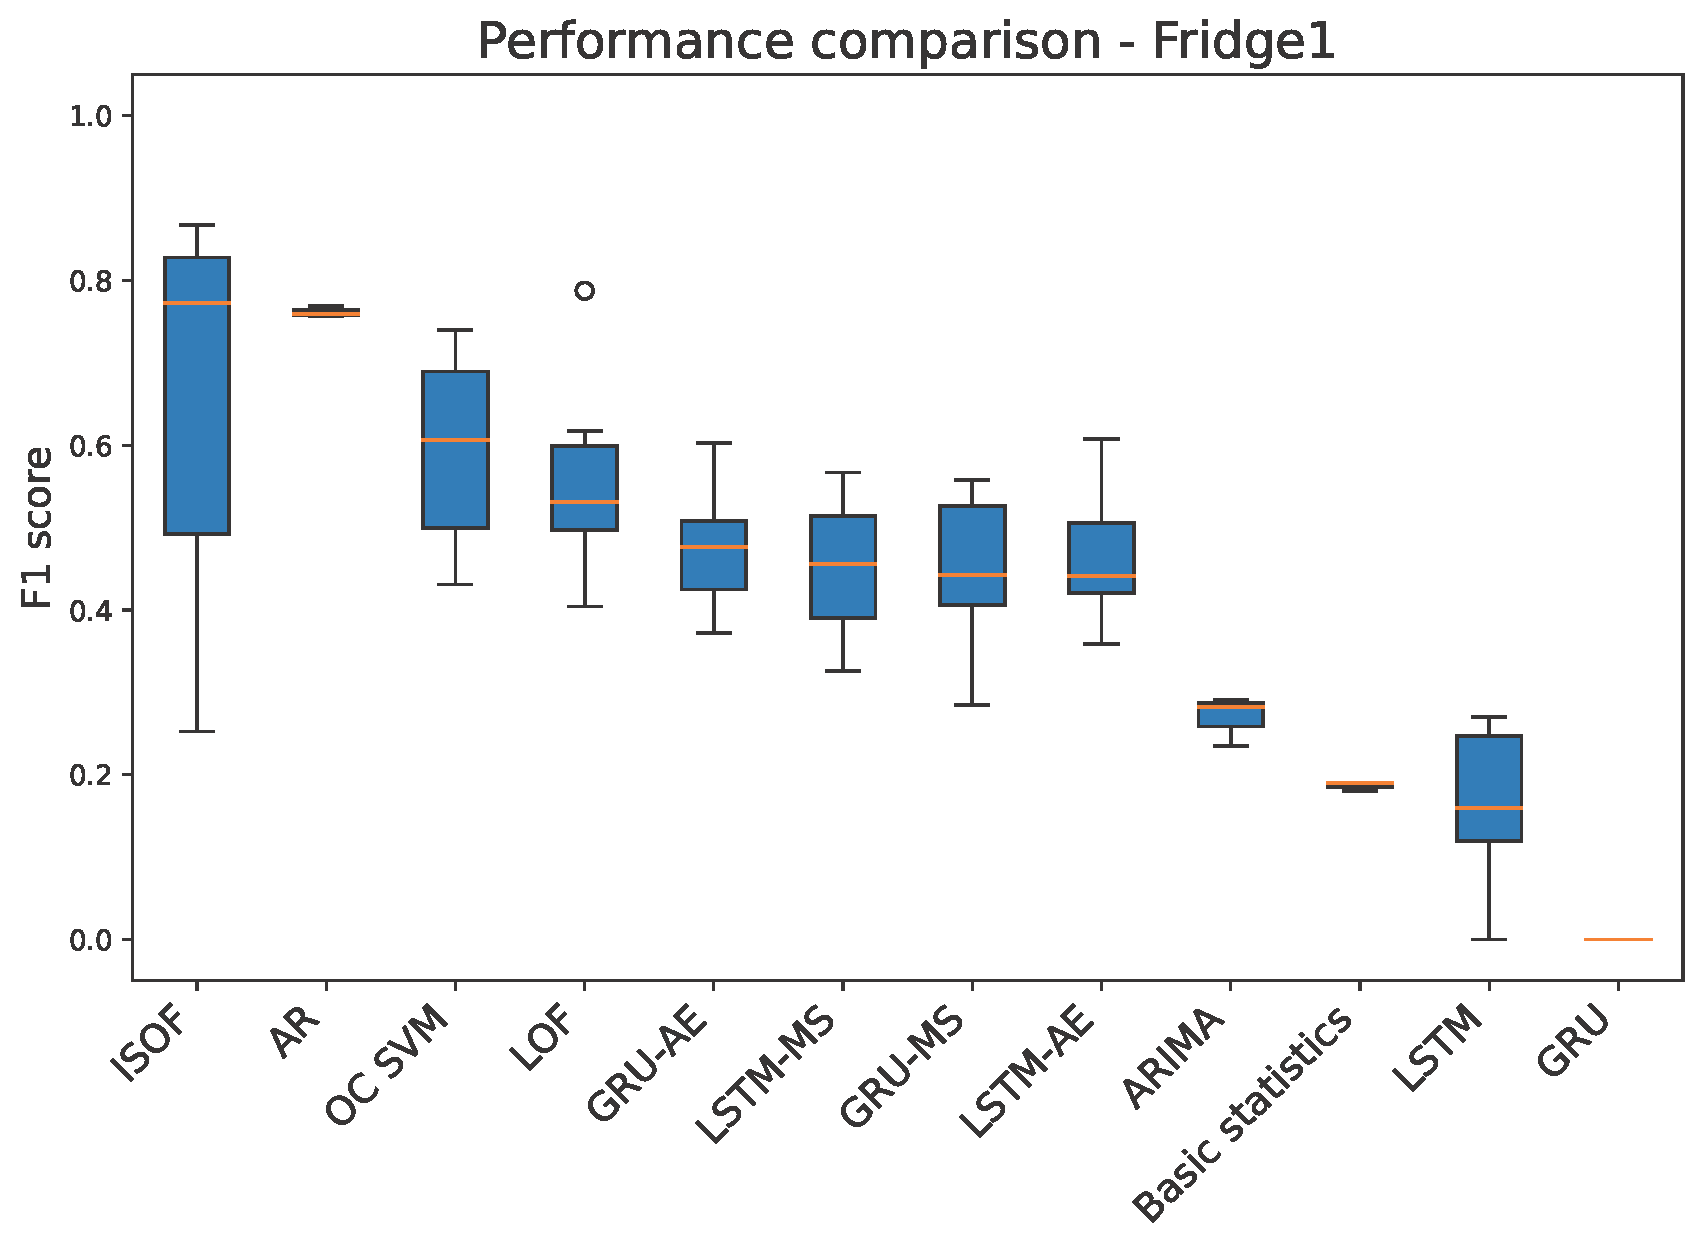 Performance comparison - Fridge1
F1 score
1.0
0.8
0.6
0.4
0.2
0.0
ISOF
AR
OC SVM
LOF
GRU-AE
LSTM-MS
GRU-MS
LSTM-AE
ARIMA
Basic statistics
LSTM
GRU